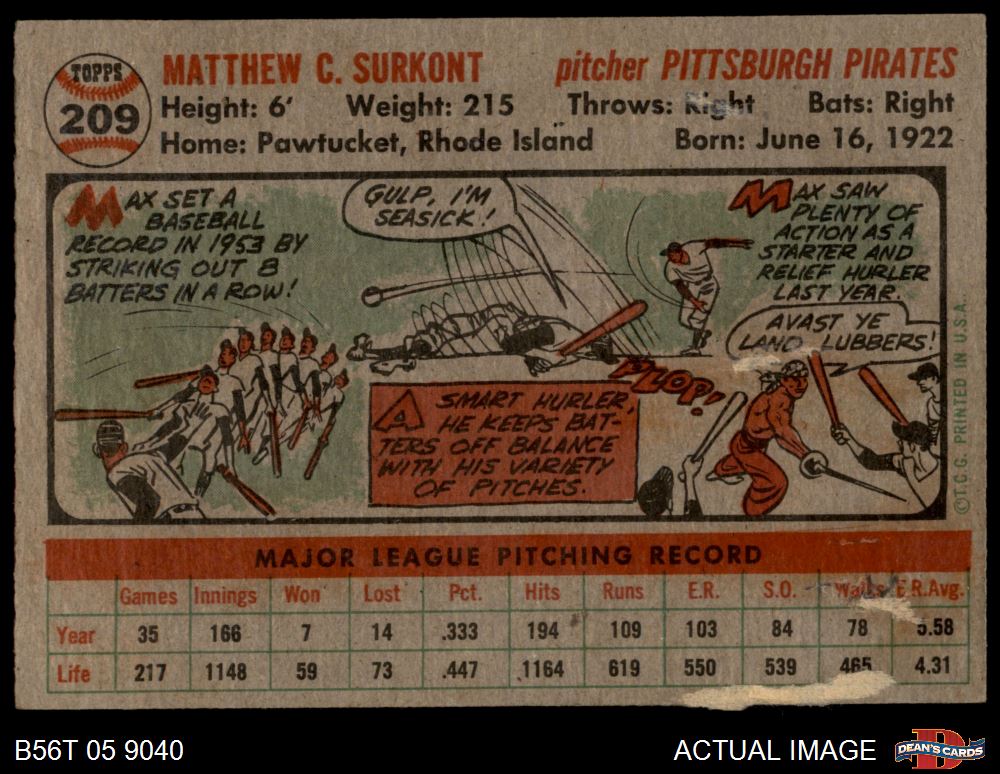 TOPPS
209
MATTHEW C. SURKONT pitcher PITTSBURGH PIRATES
Height: 6' Weight: 215 Throws: Right Bats: Right
Home: Pawtucket, Rhode Island Born: June 16, 1922
MAX SET A
BASEBALL
RECORD IN 1953 BY
STRIKING OUT 8
BATTERS IN A ROW!
GULP, I'M
SEASICK!
PLOP!
A SMART HURLER,
HE KEEPS BAT-
TERS OFF BALANCE
WITH HIS VARIETY
OF PITCHES.
MAX SAW
PLENTY OF
ACTION AS A
STARTER AND
RELIEF HURLER
LAST YEAR.
AVAST YE
LAND LUBBERS!
©T.C.G. PRINTED IN U.S.A.
MAJOR LEAGUE PITCHING RECORD
Games Innings Won Lost Pct. Hits Runs E.R. S.O. Walks E.R.Avg.
Year 35 166 7 14 .333 194 109 103 84 78 5.58
Life 217 1148 59 73 .447 1164 619 550 539 465 4.31
B56T 05 9040 ACTUAL IMAGE DEAN'S CARDS